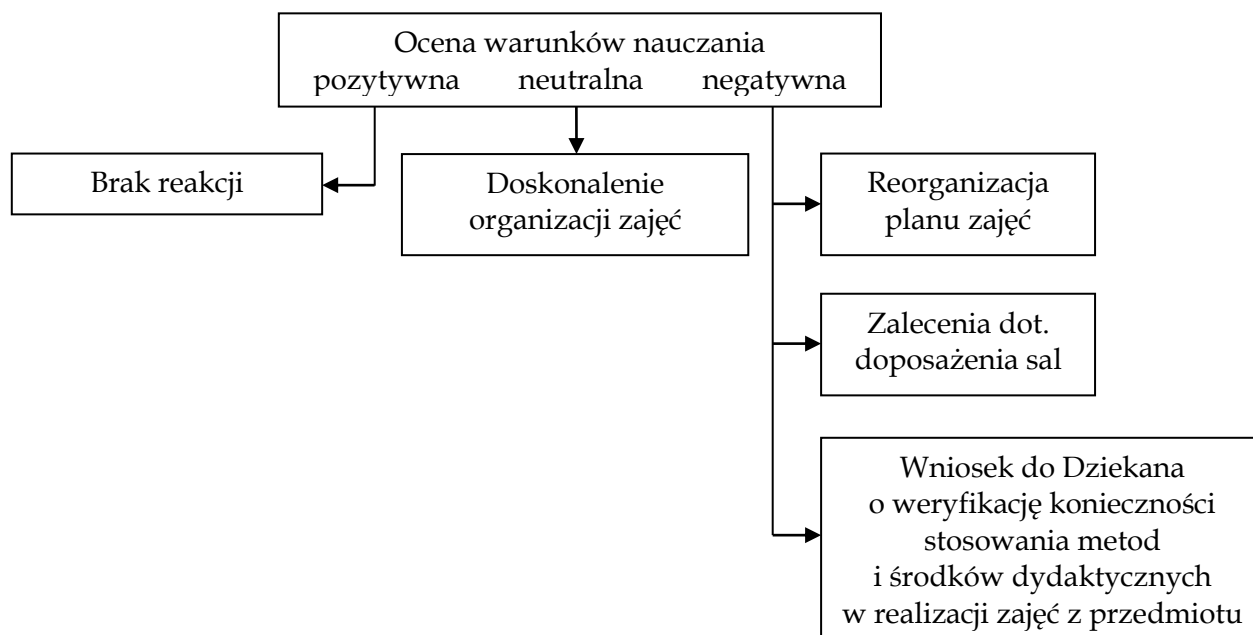 Ocena warunków nauczania
pozytywna neutralna negatywna
Brak reakcji
Doskonalenie
organizacji zajęć
Reorganizacja
planu zajęć
Zalecenia dot.
doposażenia sal
Wniosek do Dziekana
o weryfikację konieczności
stosowania metod
i środków dydaktycznych
w realizacji zajęć z przedmiotu